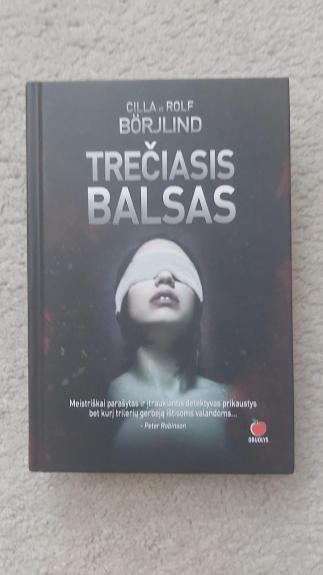 CILLA IR ROLF
BÖRJLIND
TREČIASIS
BALSAS
Meistriškai parašytas ir įtraukiantis detektyvas prikaustys
bet kurį trilerių gerbėją ištisoms valandoms...
- Peter Robinson
OBUOLYS